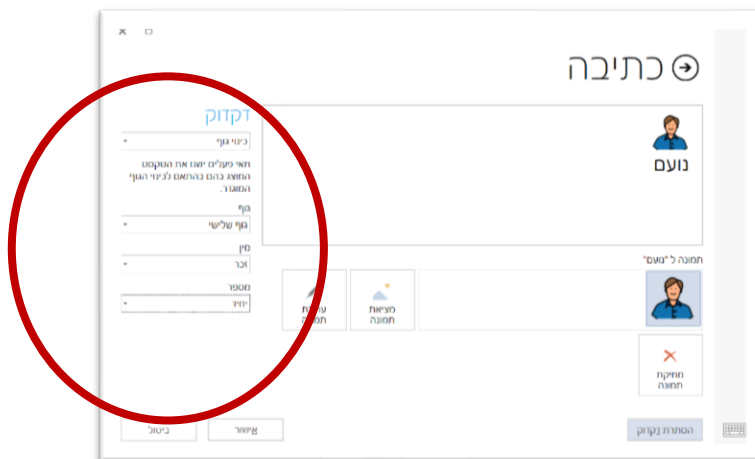 כתיבה
נועם
דקדוק
כינוי גוף
תאי פעלים ישנו את הטקסט
המוצג בהם בהתאם לכינוי הגוף
המוגדר.
גוף
גוף שלישי
מין
זכר
מספר
יחיד
תמונה ל "נועם"
מציאת
תמונה
תמונה
מחיקת
תמונה
הסתרת דקדוק
אישור
ביטול